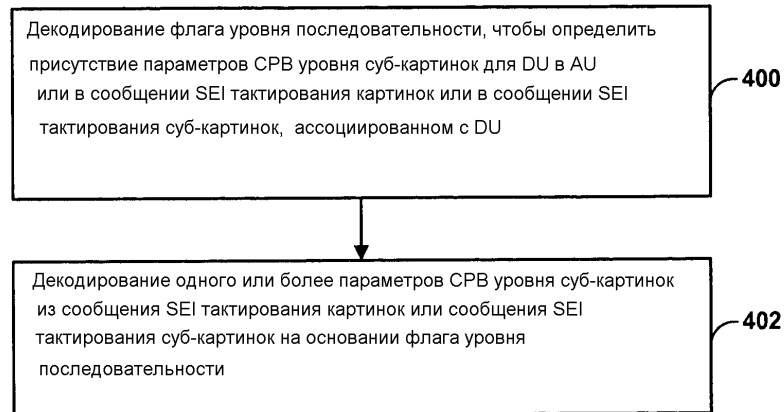 Декодирование флага уровня последовательности, чтобы определить
присутствие параметров CPB уровня суб-картинок для DU в AU
или в сообщении SEI тактирования картинок или в сообщении SEI
тактирования суб-картинок, ассоциированном с DU
400
Декодирование одного или более параметров CPB уровня суб-картинок
из сообщения SEI тактирования картинок или сообщения SEI
тактирования суб-картинок на основании флага уровня
последовательности
402